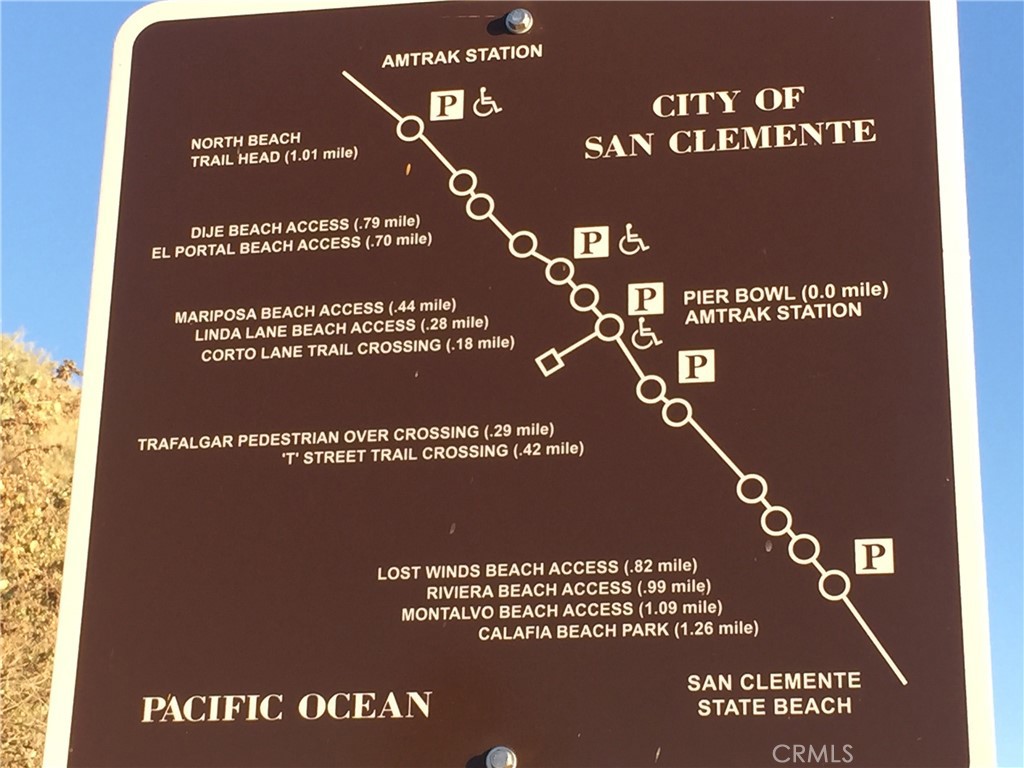 AMTRAK STATION
P
CITY OF
SAN CLEMENTE
NORTH BEACH
TRAIL HEAD (1.01 mile)
DIJE BEACH ACCESS (.79 mile)
EL PORTAL BEACH ACCESS (.70 mile)
P
MARIPOSA BEACH ACCESS (.44 mile)
LINDA LANE BEACH ACCESS (.28 mile)
CORTO LANE TRAIL CROSSING (.18 mile)
P
PIER BOWL (0.0 mile)
AMTRAK STATION
P
TRAFALGAR PEDESTRIAN OVER CROSSING (.29 mile)
'T' STREET TRAIL CROSSING (.42 mile)
P
LOST WINDS BEACH ACCESS (.82 mile)
RIVIERA BEACH ACCESS (.99 mile)
MONTALVO BEACH ACCESS (1.09 mile)
CALAFIA BEACH PARK (1.26 mile)
PACIFIC OCEAN
SAN CLEMENTE
STATE BEACH
CRMLS